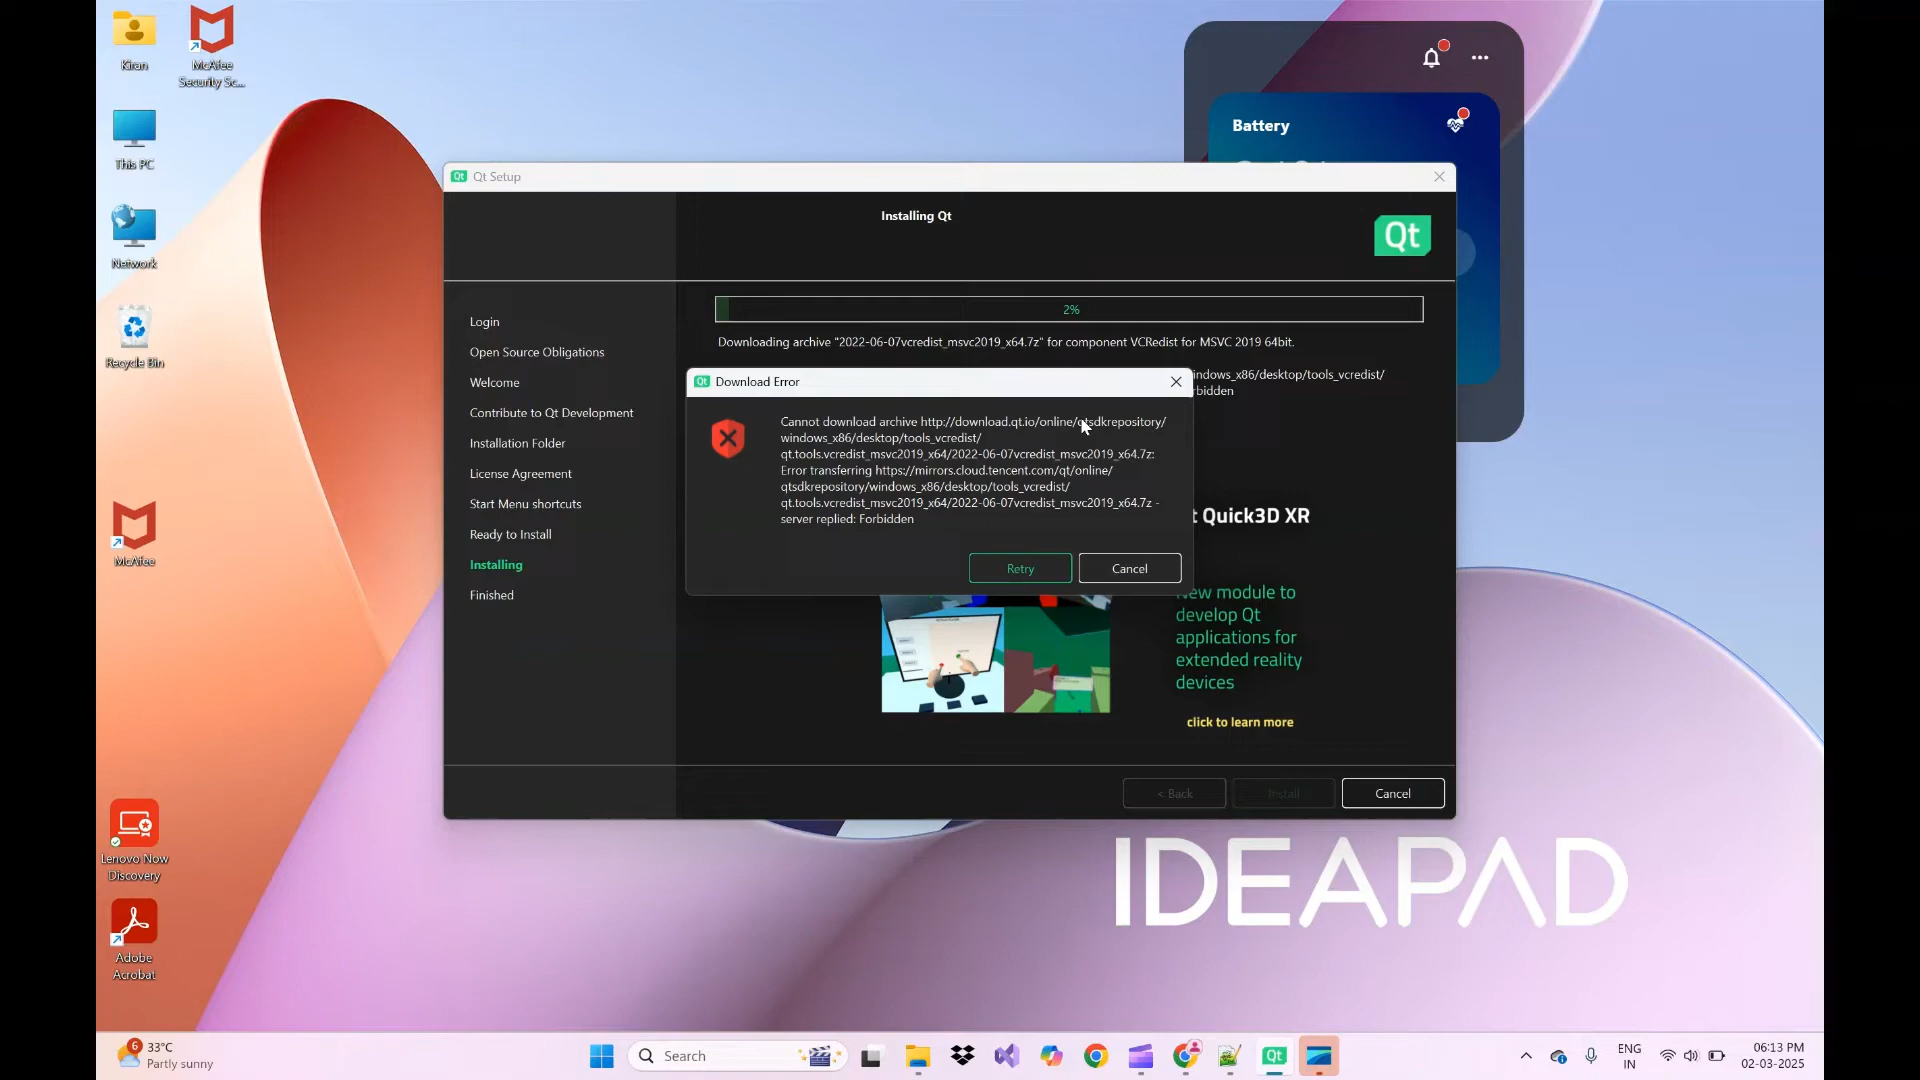 Kiran
McAfee
Security Sc...
This PC
Network
Recycle Bin
McAfee
Lenovo Now
Discovery
Adobe
Acrobat
Battery
Qt Qt Setup
Installing Qt
Qt
Login
Open Source Obligations
Welcome
Contribute to Qt Development
Installation Folder
License Agreement
Start Menu shortcuts
Ready to Install
Installing
Finished
2%
Downloading archive "2022-06-07vcredist_msvc2019_x64.7z" for component VCRedist for MSVC 2019 64bit.
indows_x86/desktop/tools_vcredist/
rbidden
Qt Download Error
Cannot download archive http://download.qt.io/online/qtsdkrepository/
windows_x86/desktop/tools_vcredist/
qt.tools.vcredist_msvc2019_x64/2022-06-07vcredist_msvc2019_x64.7z:
Error transferring https://mirrors.cloud.tencent.com/qt/online/
qtsdkrepository/windows_x86/desktop/tools_vcredist/
qt.tools.vcredist_msvc2019_x64/2022-06-07vcredist_msvc2019_x64.7z -
server replied: Forbidden
Retry
Cancel
t Quick3D XR
New module to
develop Qt
applications for
extended reality
devices
click to learn more
< Back
Install
Cancel
IDEAPAD
6
33°C
Partly sunny
Search
Qt
ENG
IN
06:13 PM
02-03-2025